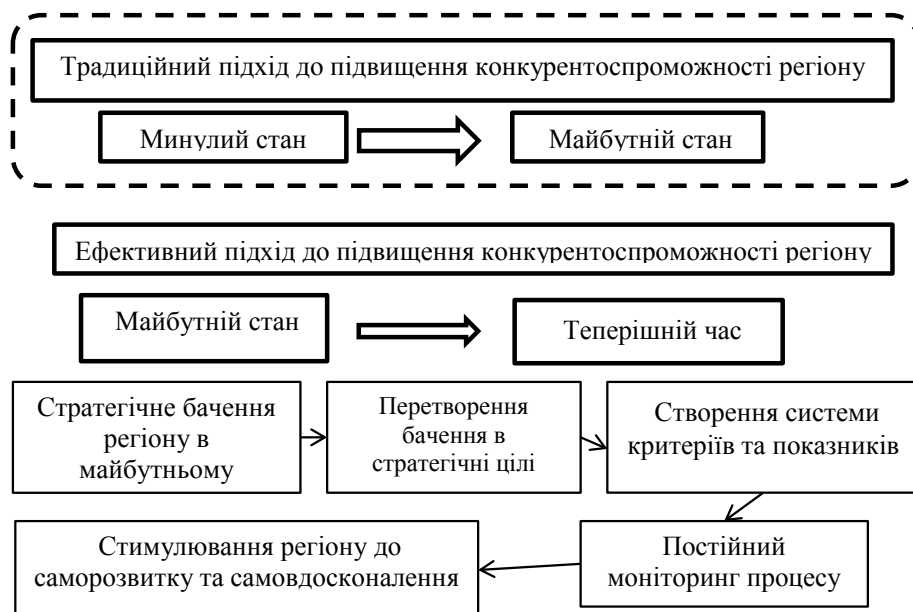 Традиційний підхід до підвищення конкурентоспроможності регіону
Минулий стан
Майбутній стан
Ефективний підхід до підвищення конкурентоспроможності регіону
Майбутній стан
Теперішній час
Стратегічне бачення
регіону в
майбутньому
Перетворення
бачення в
стратегічні цілі
Створення системи
критеріїв та показників
Стимулювання регіону до
саморозвитку та самовдосконалення
Постійний
моніторинг процесу